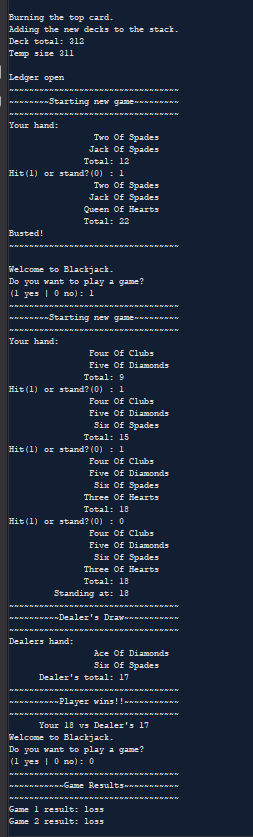 Burning the top card.
Adding the new decks to the stack.
Deck total: 312
Temp size 311
Ledger open
~~~~~~~~~~~~~~~~~~~~~~~~~~~~~~~~~~
~~~~~~~~Starting new game~~~~~~~~~
~~~~~~~~~~~~~~~~~~~~~~~~~~~~~~~~~~
Your hand:
Two Of Spades
Jack Of Spades
Total: 12
Hit(1) or stand?(0) : 1
Two Of Spades
Jack Of Spades
Queen Of Hearts
Total: 22
Busted!
~~~~~~~~~~~~~~~~~~~~~~~~~~~~~~~~~~
Welcome to Blackjack.
Do you want to play a game?
(1 yes | 0 no): 1
~~~~~~~~~~~~~~~~~~~~~~~~~~~~~~~~~~
~~~~~~~~Starting new game~~~~~~~~~
~~~~~~~~~~~~~~~~~~~~~~~~~~~~~~~~~~
Your hand:
Four Of Clubs
Five Of Diamonds
Total: 9
Hit(1) or stand?(0) : 1
Four Of Clubs
Five Of Diamonds
Six Of Spades
Total: 15
Hit(1) or stand?(0) : 1
Four Of Clubs
Five Of Diamonds
Six Of Spades
Three Of Hearts
Total: 18
Hit(1) or stand?(0) : 0
Four Of Clubs
Five Of Diamonds
Six Of Spades
Three Of Hearts
Total: 18
Standing at: 18
~~~~~~~~~~~~~~~~~~~~~~~~~~~~~~~~~~
~~~~~~~~~~Dealer's Draw~~~~~~~~~~~
~~~~~~~~~~~~~~~~~~~~~~~~~~~~~~~~~~
Dealers hand:
Ace Of Diamonds
Six Of Spades
Dealer's total: 17
~~~~~~~~~~~~~~~~~~~~~~~~~~~~~~~~~~
~~~~~~~~~~Player wins!!~~~~~~~~~~~
~~~~~~~~~~~~~~~~~~~~~~~~~~~~~~~~~~
Your 18 vs Dealer's 17
Welcome to Blackjack.
Do you want to play a game?
(1 yes | 0 no): 0
~~~~~~~~~~~~~~~~~~~~~~~~~~~~~~~~~~
~~~~~~~~~~~Game Results~~~~~~~~~~~
~~~~~~~~~~~~~~~~~~~~~~~~~~~~~~~~~~
Game 1 result: loss
Game 2 result: loss